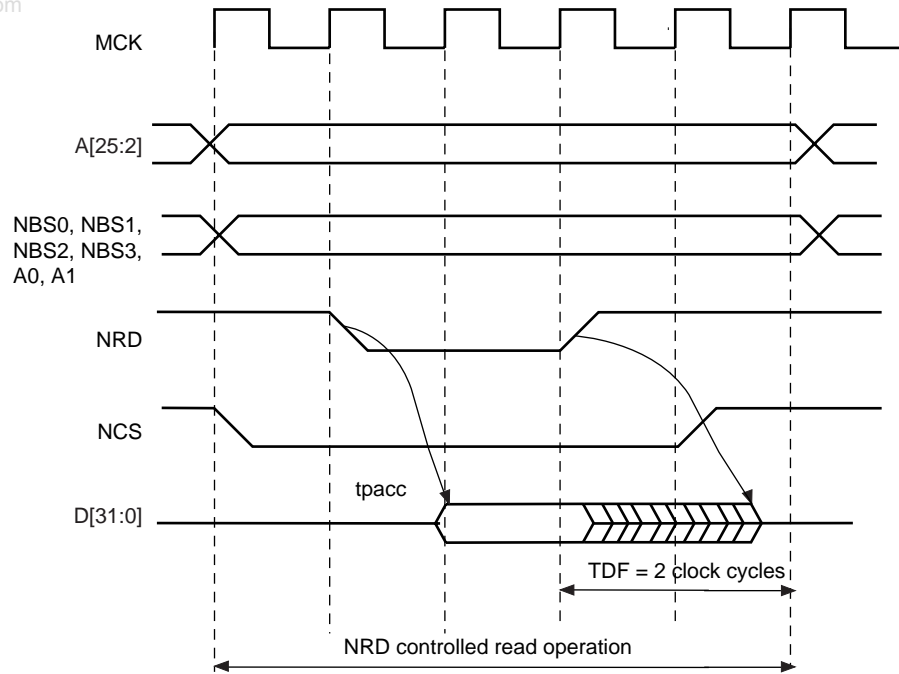 om
MCK
A[25:2]
NBS0, NBS1,
NBS2, NBS3,
A0, A1
NRD
NCS
tpacc
D[31:0]
TDF = 2 clock cycles
NRD controlled read operation